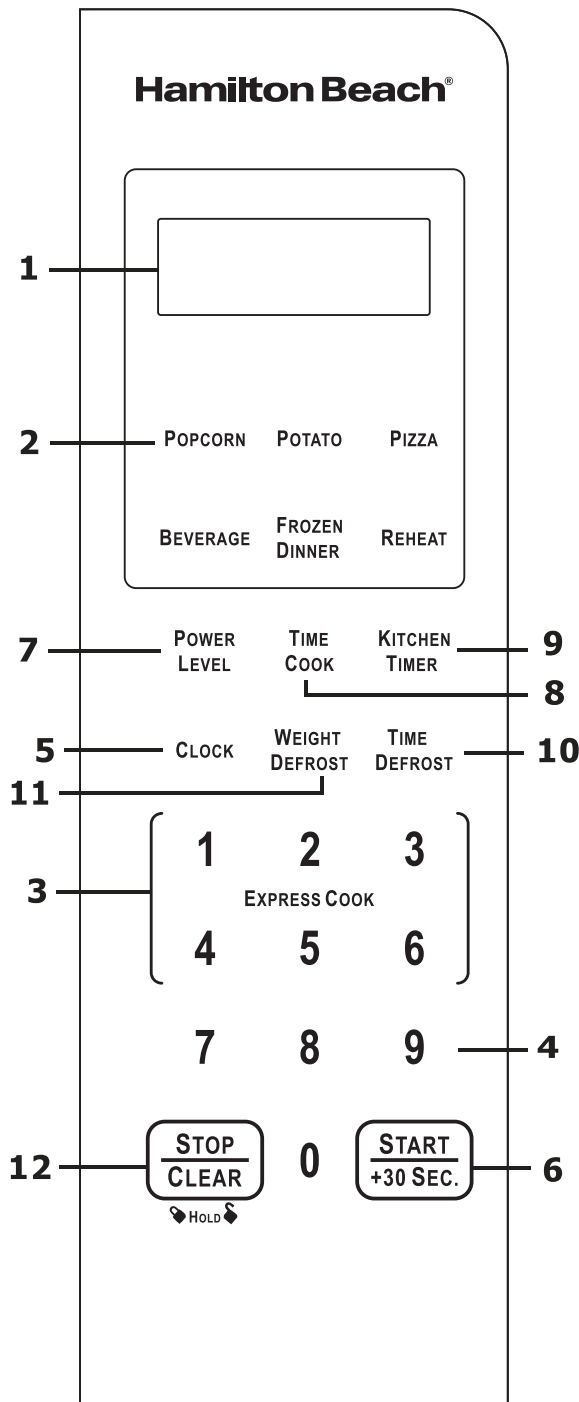 Hamilton Beach®
1
2
POPCORN POTATO PIZZA
BEVERAGE FROZEN DINNER REHEAT
7
POWER LEVEL
TIME COOK
KITCHEN TIMER
9
8
5
CLOCK
WEIGHT DEFROST
TIME DEFROST
10
11
3
1 2 3
EXPRESS COOK
4 5 6
7 8 9
4
12
STOP
CLEAR
0
START
+30 SEC.
6
HOLD